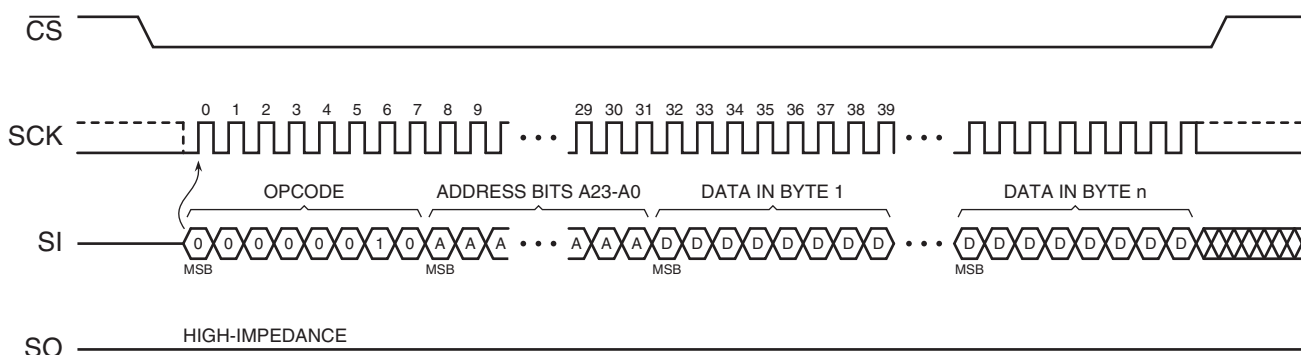 CS
0 1 2 3 4 5 6 7 8 9 29 30 31 32 33 34 35 36 37 38 39
SCK
OPCODE ADDRESS BITS A23-A0 DATA IN BYTE 1 DATA IN BYTE n
SI 0 0 0 0 0 0 1 0 A A A A A A D D D D D D D D D D D D D D D D
MSB MSB MSB MSB
HIGH-IMPEDANCE
SO